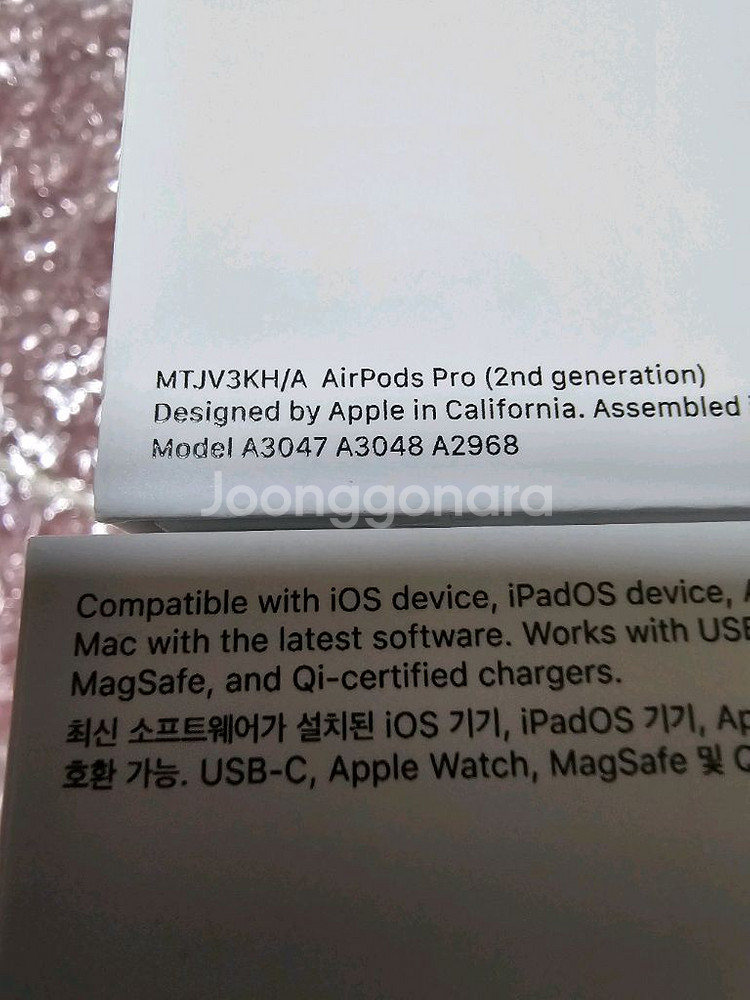 MTJV3KH/A AirPods Pro (2nd generation)
Designed by Apple in California. Assembled
Model A3047 A3048 A2968
Joonggonara
Compatible with iOS device, iPadOS device,
Mac with the latest software. Works with USB
MagSafe, and Qi-certified chargers.
최신 소프트웨어가 설치된 iOS 기기, iPadOS 기기, Ap
호환 가능. USB-C, Apple Watch, MagSafe 및 Q